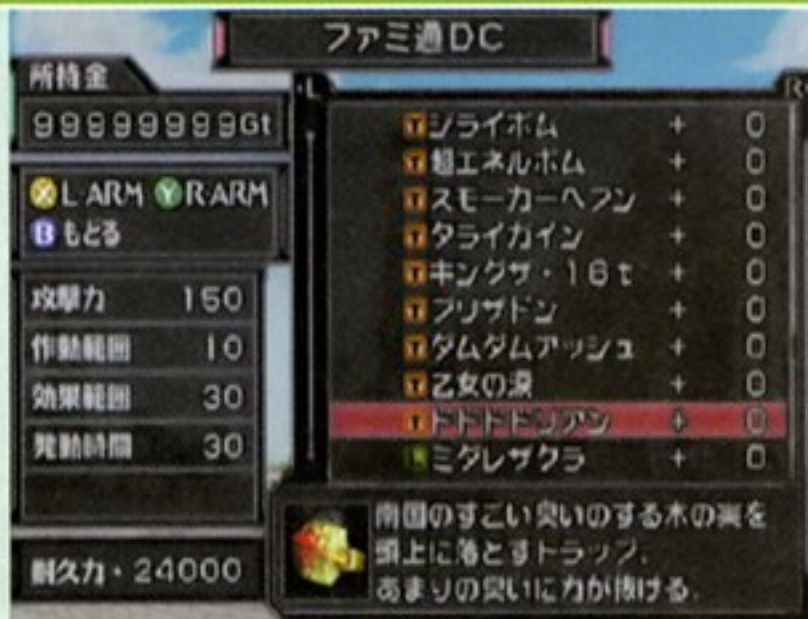 ファミ通DC
所持金
99999999Gt
X L-ARM Y R-ARM
B もどる
攻撃力 150
作動範囲 10
効果範囲 30
発動時間 30
耐久力・24000
L
R
T ジライボム + 0
T 超エネルボム + 0
T スモーカーヘブン + 0
T タライカイン + 0
T キングザ・16t + 0
T ブリザドン + 0
T ダムダムアッシュ + 0
T 乙女の涙 + 0
T ドドドドリアン + 0
ミダレザクラ + 0
南国のすごい臭いのする木の実を
頭上に落とすトラップ.
あまりの臭いに力が抜ける.